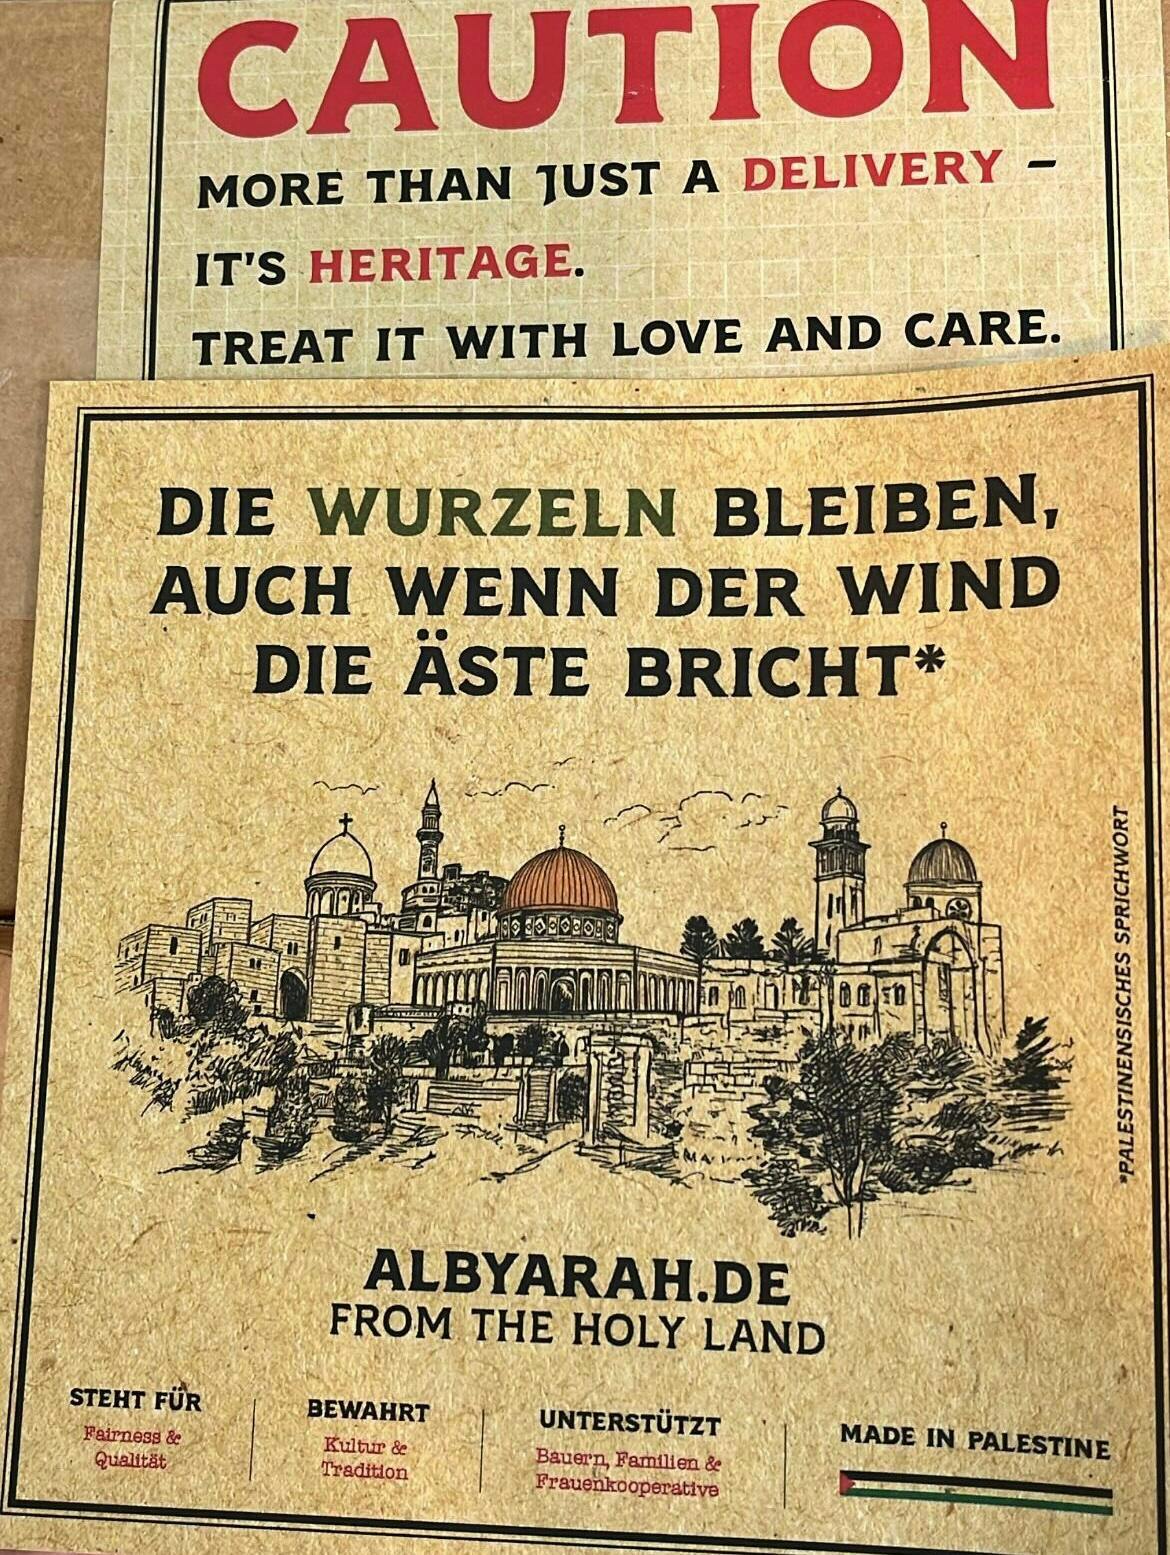 CAUTION
MORE THAN JUST A DELIVERY –
IT'S HERITAGE.
TREAT IT WITH LOVE AND CARE.
DIE WURZELN BLEIBEN,
AUCH WENN DER WIND
DIE ÄSTE BRICHT*
*PALESTINENSISCHES SPRICHWORT
ALBYARAH.DE
FROM THE HOLY LAND
STEHT FÜR
Fairness &
Qualität
BEWAHRT
Kultur &
Tradition
UNTERSTÜTZT
Bauern, Familien &
Frauenkooperative
MADE IN PALESTINE